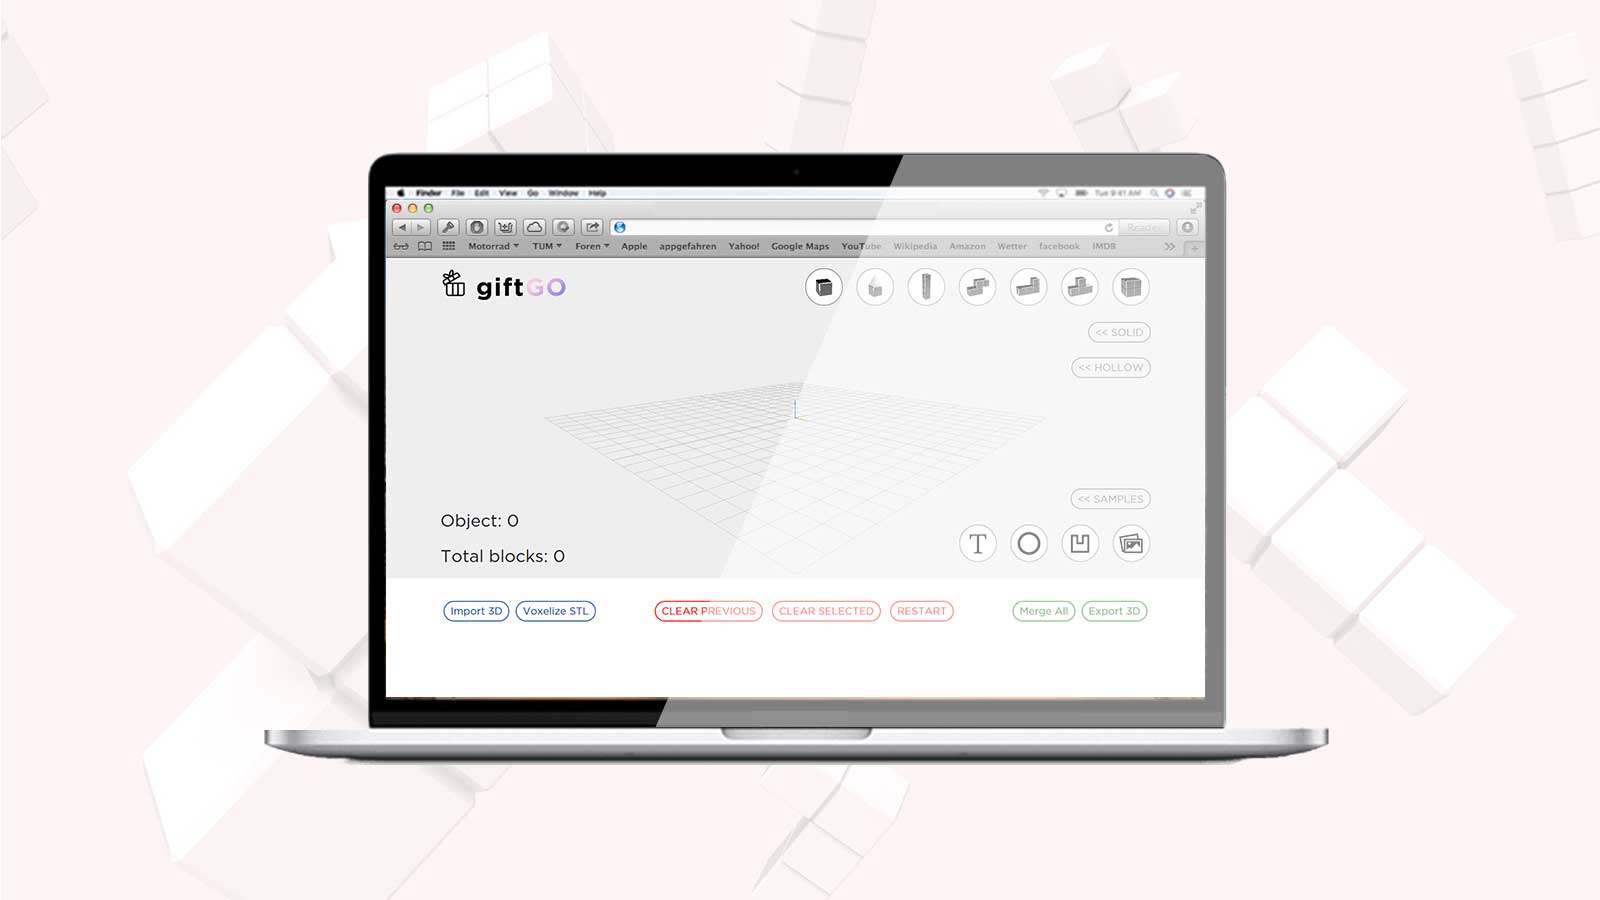 Finder File Edit View Go Window Help Tue 9:41 AM
Reader
Motorrad TUM Foren Apple appgefahren Yahoo! Google Maps YouTube Wikipedia Amazon Wetter facebook IMDB
giftGO
<< SOLID
<< HOLLOW
<< SAMPLES
Object: 0
T
Total blocks: 0
Import 3D Voxelize STL CLEAR PREVIOUS CLEAR SELECTED RESTART Merge All Export 3D